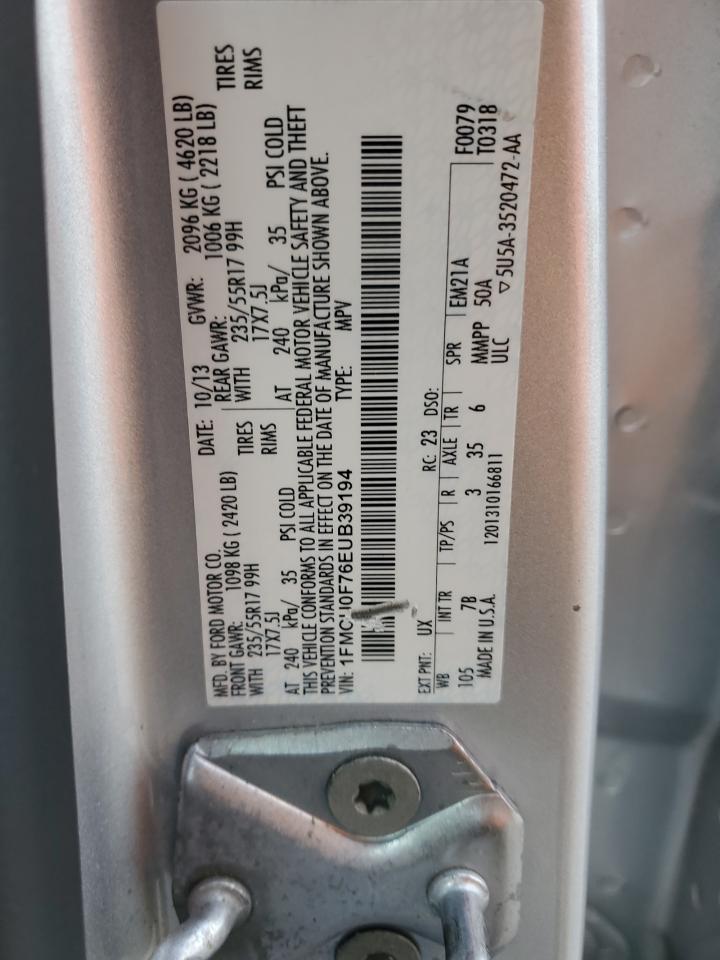 MFD. BY FORD MOTOR CO. DATE: 10/13 GVWR: 2096 KG ( 4620 LB)
FRONT GAWR: 1098 KG ( 2420 LB) REAR GAWR: 1006 KG ( 2218 LB)
WITH 235/55R17 99H TIRES WITH 235/55R17 99H TIRES
17X7.5J RIMS 17X7.5J RIMS
AT 240 kPa/ 35 PSI COLD AT 240 kPa/ 35 PSI COLD
THIS VEHICLE CONFORMS TO ALL APPLICABLE FEDERAL MOTOR VEHICLE SAFETY AND THEFT
PREVENTION STANDARDS IN EFFECT ON THE DATE OF MANUFACTURE SHOWN ABOVE.
VIN: 1FMCU0F76EUB39194 TYPE: MPV
EXT PNT: UX RC: 23 DSO: F0079
WB INT TR TP/PS R AXLE TR SPR EM21A T0318
105 7B 3 35 6 MMPP 50A
MADE IN U.S.A. 1201310166811 ULC ▽5U5A-3520472-AA